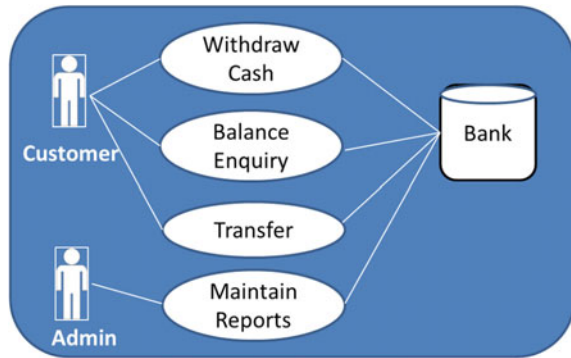 Withdraw
Cash
Customer
Balance
Enquiry
Bank
Transfer
Admin
Maintain
Reports